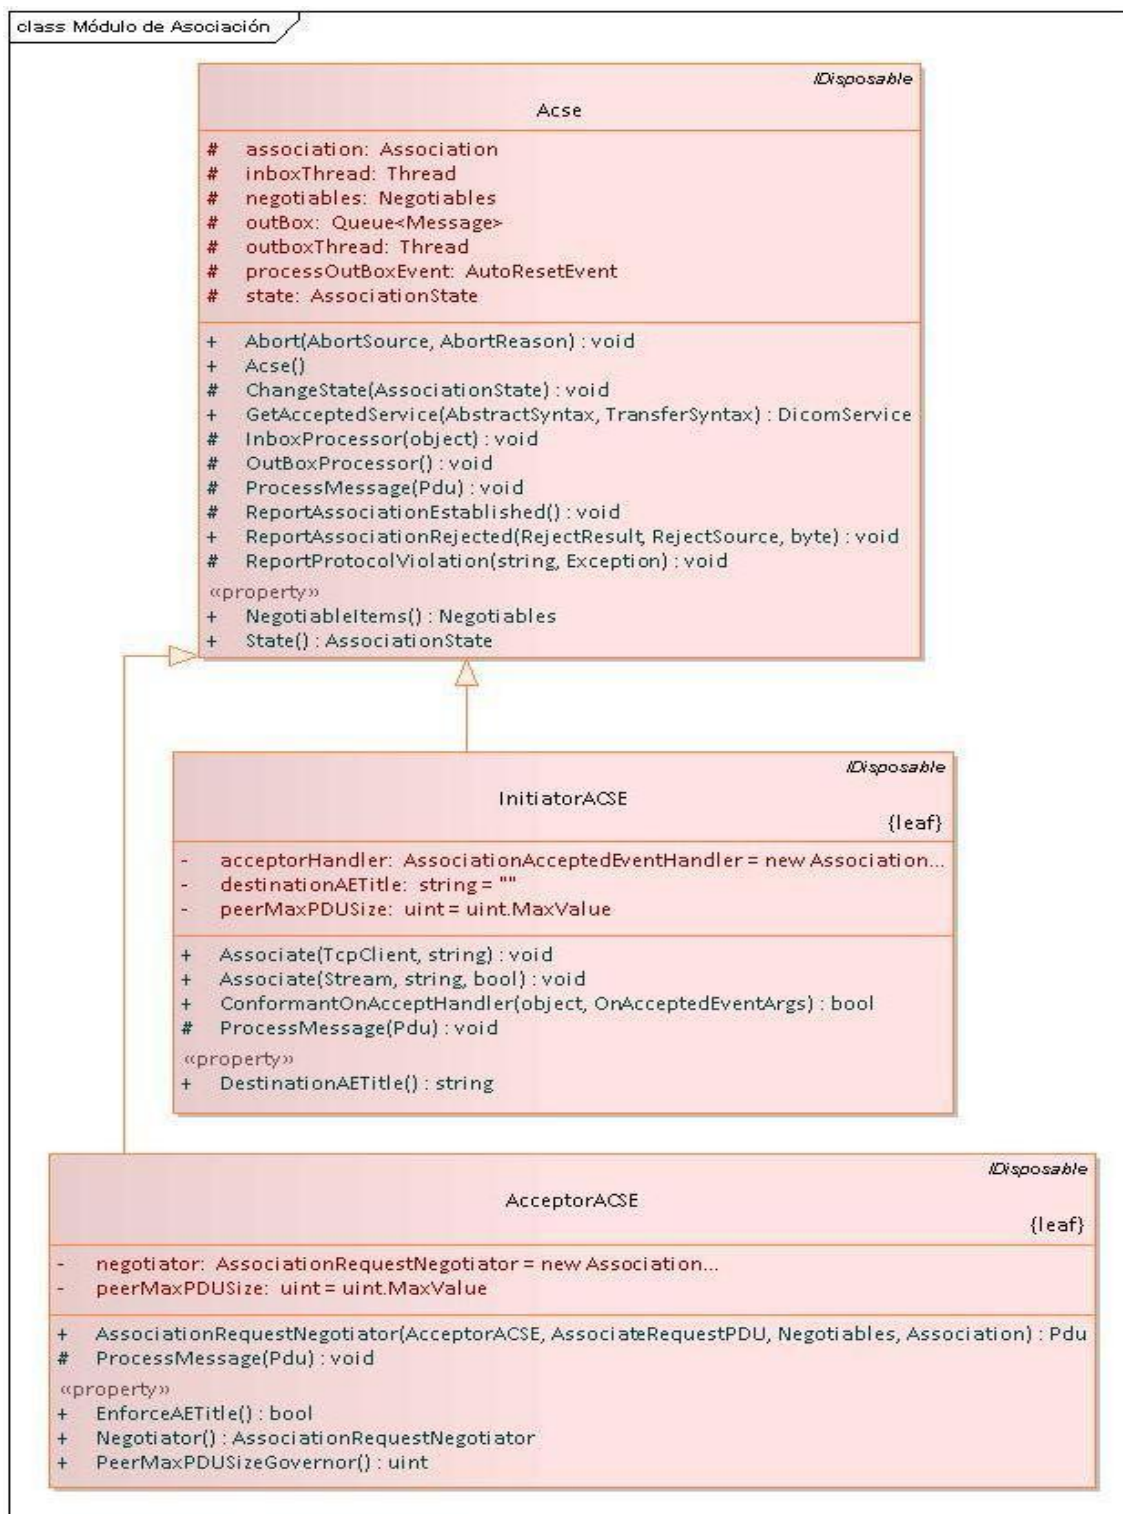 class Módulo de Asociación
IDisposable
Acse
# association: Association
# inboxThread: Thread
# negotiables: Negotiables
# outBox: Queue<Message>
# outboxThread: Thread
# processOutBoxEvent: AutoResetEvent
# state: AssociationState
+ Abort(AbortSource, AbortReason) : void
+ Acse()
# ChangeState(AssociationState) : void
+ GetAcceptedService(AbstractSyntax, TransferSyntax) : DicomService
# InboxProcessor(object) : void
# OutBoxProcessor() : void
# ProcessMessage(Pdu) : void
# ReportAssociationEstablished() : void
+ ReportAssociationRejected(RejectResult, RejectSource, byte) : void
# ReportProtocolViolation(string, Exception) : void
«property»
+ NegotiableItems() : Negotiables
+ State() : AssociationState
IDisposable
InitiatorACSE
{leaf}
- acceptorHandler: AssociationAcceptedEventHandler = new Association...
- destinationAETitle: string = ""
- peerMaxPDUSize: uint = uint.MaxValue
+ Associate(TcpClient, string) : void
+ Associate(Stream, string, bool) : void
+ ConformantOnAcceptHandler(object, OnAcceptedEventArgs) : bool
# ProcessMessage(Pdu) : void
«property»
+ DestinationAETitle() : string
IDisposable
AcceptorACSE
{leaf}
- negotiator: AssociationRequestNegotiator = new Association...
- peerMaxPDUSize: uint = uint.MaxValue
+ AssociationRequestNegotiator(AcceptorACSE, AssociateRequestPDU, Negotiables, Association) : Pdu
# ProcessMessage(Pdu) : void
«property»
+ EnforceAETitle() : bool
+ Negotiator() : AssociationRequestNegotiator
+ PeerMaxPDUSizeGovernor() : uint